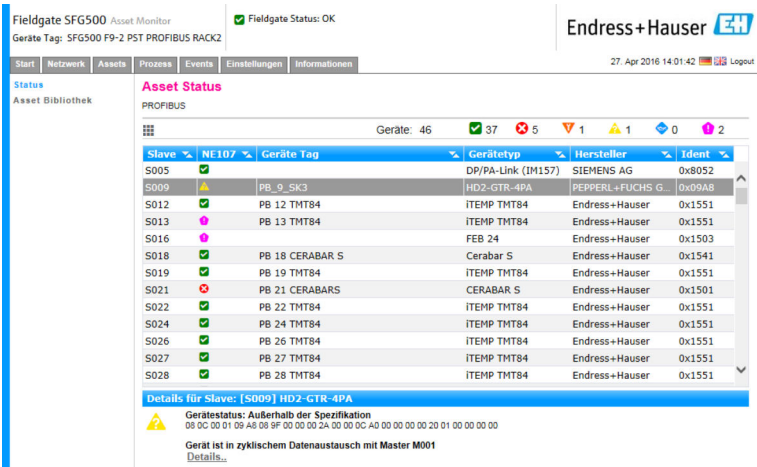 Fieldgate SFG500 Asset Monitor
Geräte Tag: SFG500 F9-2 PST PROFIBUS RACK2
Fieldgate Status: OK
Endress+Hauser EH
Start Netzwerk Assets Prozess Events Einstellungen Informationen
27. Apr 2016 14:01:42 Logout
Status
Asset Bibliothek
Asset Status
PROFIBUS
Geräte: 46 37 5 1 1 0 2
Slave NE107 Geräte Tag Gerätetyp Hersteller Ident
S005 DP/PA-Link (IM157) SIEMENS AG 0x8052
S009 PB_9_SK3 HD2-GTR-4PA PEPPERL+FUCHS G... 0x09A8
S012 PB 12 TMT84 iTEMP TMT84 Endress+Hauser 0x1551
S013 PB 13 TMT84 iTEMP TMT84 Endress+Hauser 0x1551
S016 FEB 24 Endress+Hauser 0x1503
S018 PB 18 CERABAR S Cerabar S Endress+Hauser 0x1541
S019 PB 19 TMT84 iTEMP TMT84 Endress+Hauser 0x1551
S021 PB 21 CERABARS CERABAR S Endress+Hauser 0x1501
S022 PB 22 TMT84 iTEMP TMT84 Endress+Hauser 0x1551
S024 PB 24 TMT84 iTEMP TMT84 Endress+Hauser 0x1551
S026 PB 26 TMT84 iTEMP TMT84 Endress+Hauser 0x1551
S027 PB 27 TMT84 iTEMP TMT84 Endress+Hauser 0x1551
S028 PB 28 TMT84 iTEMP TMT84 Endress+Hauser 0x1551
Details für Slave: [S009] HD2-GTR-4PA
Gerätestatus: Außerhalb der Spezifikation
08 0C 00 01 09 A8 08 9F 00 00 00 2A 00 00 0C A0 00 00 00 00 20 01 00 00 00 00
Gerät ist in zyklischem Datenaustausch mit Master M001
Details..